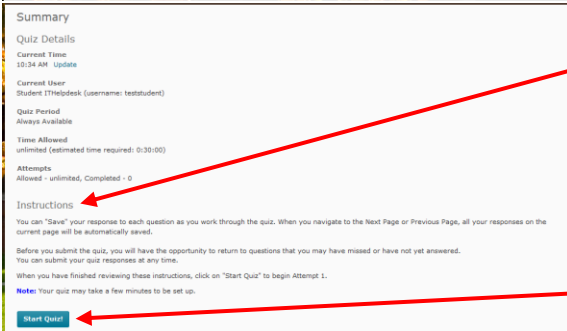 Summary
Quiz Details
Current Time
10:34 AM Update
Current User
Student ITHelpdesk (username: teststudent)
Quiz Period
Always Available
Time Allowed
unlimited (estimated time required: 0:30:00)
Attempts
Allowed - unlimited, Completed - 0
Instructions
You can "Save" your response to each question as you work through the quiz. When you navigate to the Next Page or Previous Page, all your responses on the
current page will be automatically saved.
Before you submit the quiz, you will have the opportunity to return to questions that you may have missed or have not yet answered.
You can submit your quiz responses at any time.
When you have finished reviewing these instructions, click on "Start Quiz" to begin Attempt 1.
Note: Your quiz may take a few minutes to be set up.
Start Quiz!